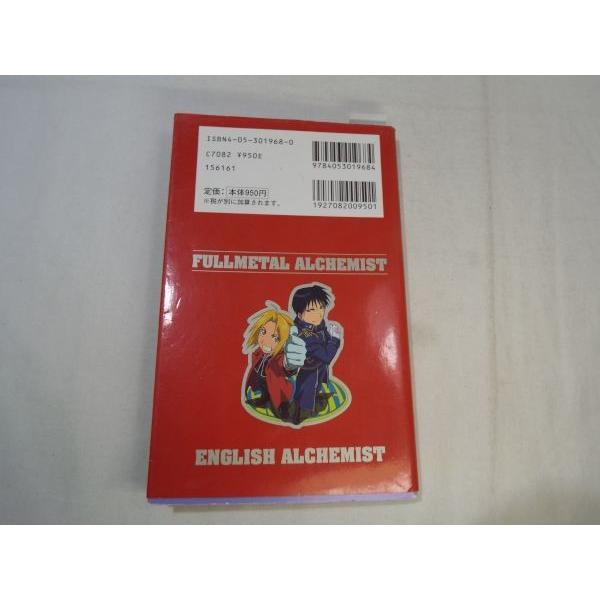 ISBN4-05-301968-0
C7082 ¥950E
156161
定価：本体950円
※税が別に加算されます。
9784053019684
1927082009501
FULLMETAL ALCHEMIST
ENGLISH ALCHEMIST